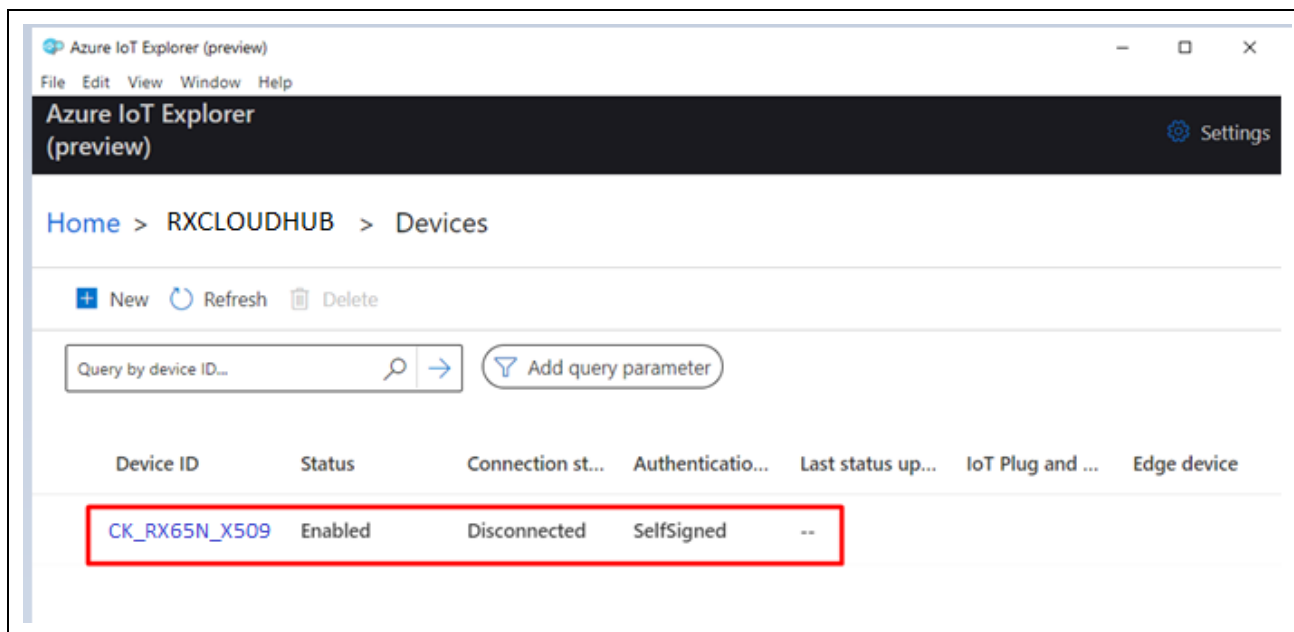 Azure IoT Explorer (preview)
File Edit View Window Help
Azure IoT Explorer
(preview)
Settings
Home > RXCLOUDHUB > Devices
New Refresh Delete
Query by device ID... Add query parameter
Device ID Status Connection st... Authenticatio... Last status up... IoT Plug and ... Edge device
CK_RX65N_X509 Enabled Disconnected SelfSigned --